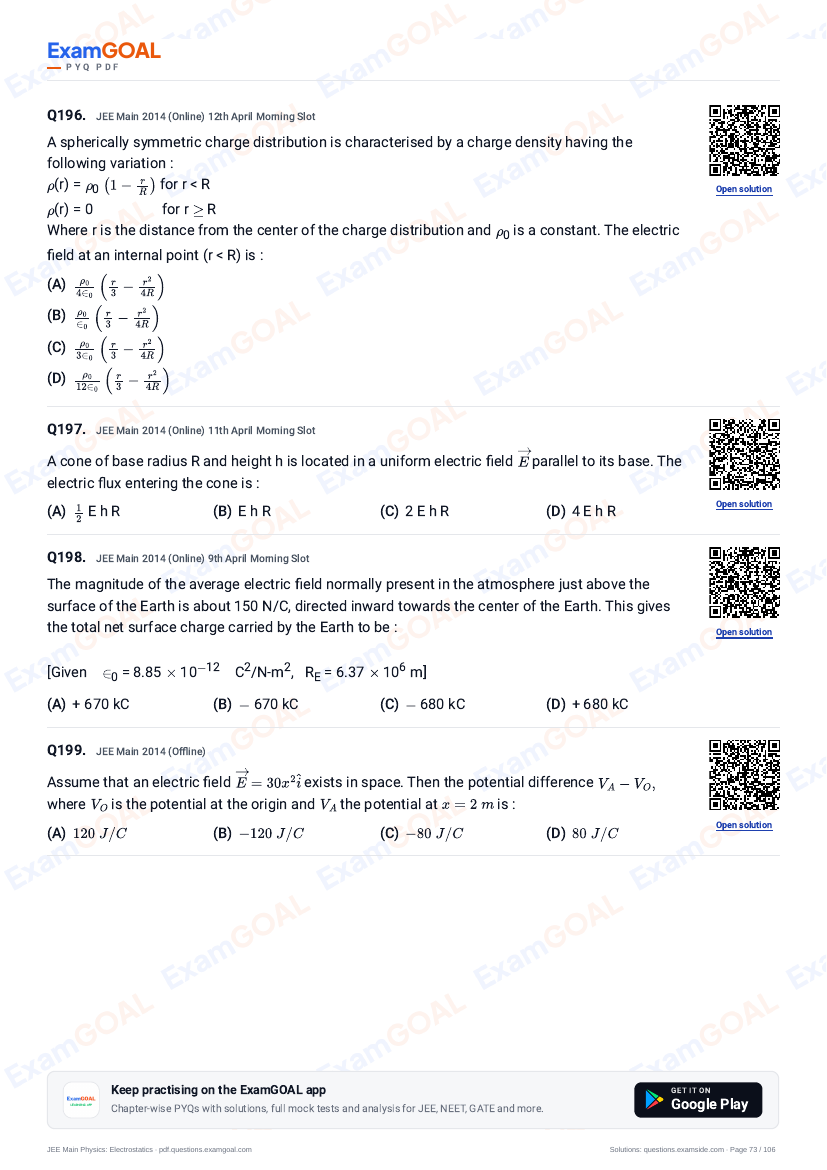 ExamGOAL
PYQ PDF
Q196. JEE Main 2014 (Online) 12th April Morning Slot
A spherically symmetric charge distribution is characterised by a charge density having the
following variation :
ρ(r) = ρ₀ (1 − r/R) for r < R
ρ(r) = 0 for r ≥ R
Where r is the distance from the center of the charge distribution and ρ₀ is a constant. The electric
field at an internal point (r < R) is :
(A) ρ₀/4∈₀ (r/3 − r²/4R)
(B) ρ₀/∈₀ (r/3 − r²/4R)
(C) ρ₀/3∈₀ (r/3 − r²/4R)
(D) ρ₀/12∈₀ (r/3 − r²/4R)
Open solution
Q197. JEE Main 2014 (Online) 11th April Morning Slot
A cone of base radius R and height h is located in a uniform electric field E⃗ parallel to its base. The
electric flux entering the cone is :
(A) 1/2 E h R (B) E h R (C) 2 E h R (D) 4 E h R
Open solution
Q198. JEE Main 2014 (Online) 9th April Morning Slot
The magnitude of the average electric field normally present in the atmosphere just above the
surface of the Earth is about 150 N/C, directed inward towards the center of the Earth. This gives
the total net surface charge carried by the Earth to be :
[Given ∈₀ = 8.85 × 10⁻¹² C²/N-m², R_E = 6.37 × 10⁶ m]
(A) + 670 kC (B) − 670 kC (C) − 680 kC (D) + 680 kC
Open solution
Q199. JEE Main 2014 (Offline)
Assume that an electric field E⃗ = 30x²î exists in space. Then the potential difference V_A − V_O,
where V_O is the potential at the origin and V_A the potential at x = 2 m is :
(A) 120 J/C (B) −120 J/C (C) −80 J/C (D) 80 J/C
Open solution
Keep practising on the ExamGOAL app
Chapter-wise PYQs with solutions, full mock tests and analysis for JEE, NEET, GATE and more.
GET IT ON
Google Play
JEE Main Physics: Electrostatics · pdf.questions.examgoal.com
Solutions: questions.examside.com · Page 73 / 106